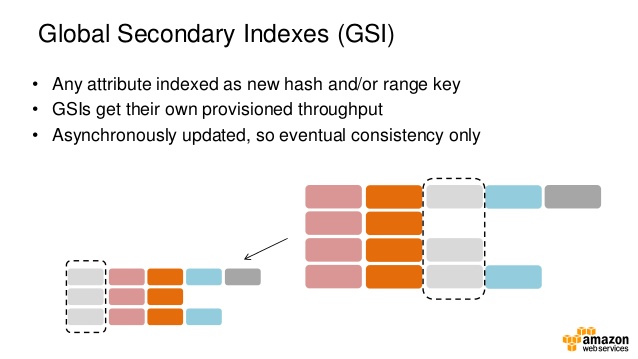 Global Secondary Indexes (GSI)
• Any attribute indexed as new hash and/or range key
• GSIs get their own provisioned throughput
• Asynchronously updated, so eventual consistency only
amazon
web services